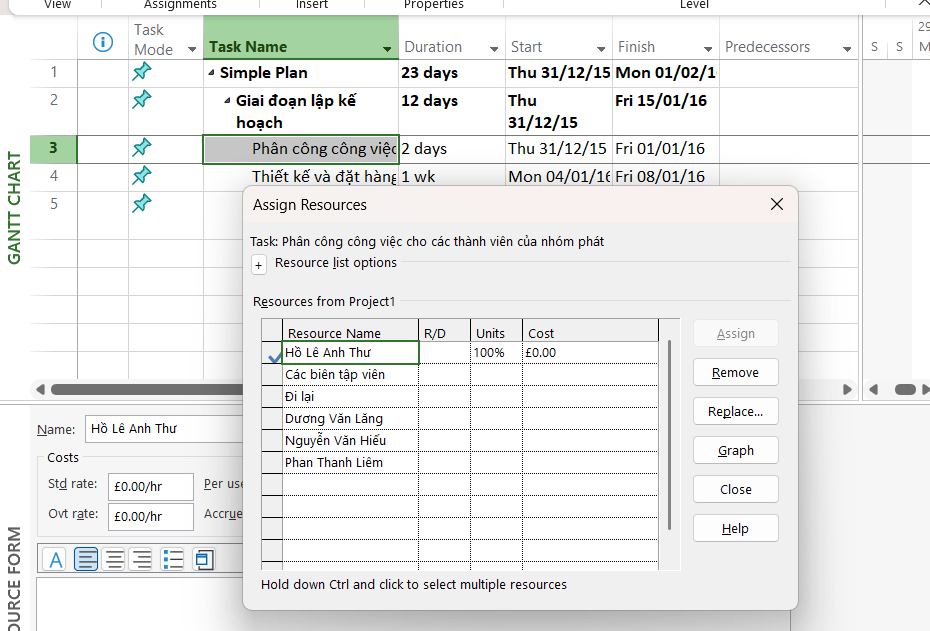 View Assignments Insert Properties Level
Task Mode Task Name Duration Start Finish Predecessors
29
S S M
1 Simple Plan 23 days Thu 31/12/15 Mon 01/02/1
2 Giai đoạn lập kế hoạch 12 days Thu 31/12/15 Fri 15/01/16
3 Phân công công việc 2 days Thu 31/12/15 Fri 01/01/16
4 Thiết kế và đặt hàng 1 wk Mon 04/01/16 Fri 08/01/16
5
GANTT CHART
Assign Resources
Task: Phân công công việc cho các thành viên của nhóm phát
+ Resource list options
Resources from Project1
Resource Name R/D Units Cost
Hồ Lê Anh Thư 100% £0.00
Các biên tập viên
Đi lại
Dương Văn Lăng
Nguyễn Văn Hiếu
Phan Thanh Liêm
Assign
Remove
Replace...
Graph
Close
Help
Hold down Ctrl and click to select multiple resources
Name: Hồ Lê Anh Thư
Costs
Std rate: £0.00/hr Per use
Ovt rate: £0.00/hr Accrue
A
OURCE FORM